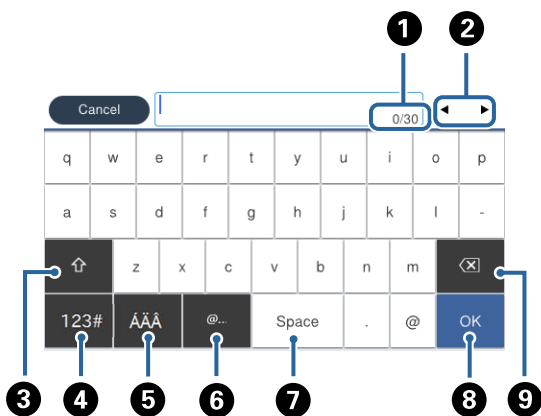 1 2
Cancel
0/30
q w e r t y u i o p
a s d f g h j k l -
z x c v b n m
123# ÁÄÂ @... Space . @ OK
3 4 5 6 7 8 9